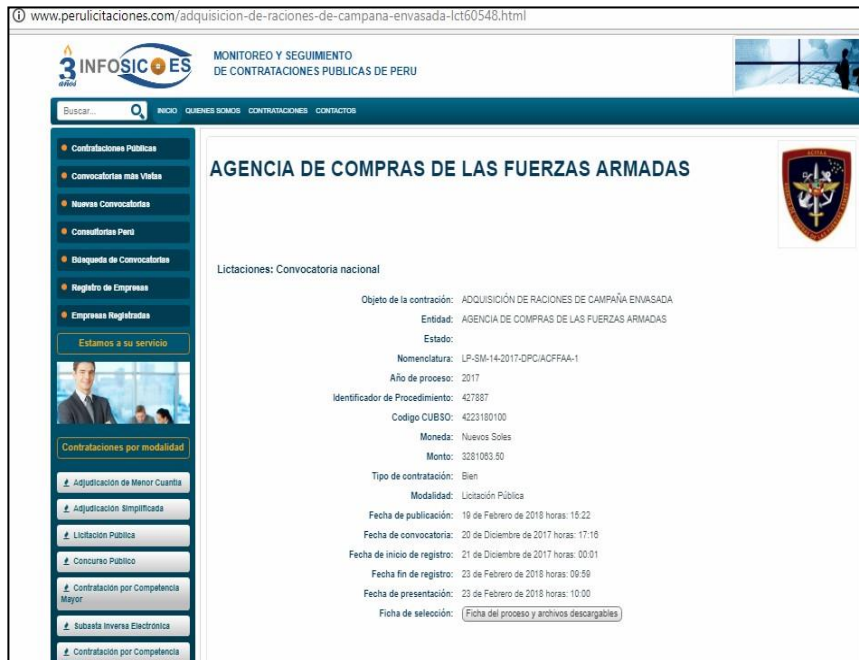 www.perulicitaciones.com/adquisicion-de-raciones-de-campana-envasada-lct60548.html
3 años INFOSICOES
MONITOREO Y SEGUIMIENTO
DE CONTRATACIONES PUBLICAS DE PERU
Buscar... INICIO QUIENES SOMOS CONTRATACIONES CONTACTOS
Contrataciones Públicas
Convocatorias más Vistas
Nuevas Convocatorias
Consultorias Perú
Búsqueda de Convocatorias
Registro de Empresas
Empresas Registradas
Estamos a su servicio
Contrataciones por modalidad
Adjudicación de Menor Cuantía
Adjudicación Simplificada
Licitación Pública
Concurso Público
Contratación por Competencia
Mayor
Subasta Inversa Electrónica
Contratación por Competencia
AGENCIA DE COMPRAS DE LAS FUERZAS ARMADAS
Lictaciones: Convocatoria nacional
Objeto de la contración: ADQUISICIÓN DE RACIONES DE CAMPAÑA ENVASADA
Entidad: AGENCIA DE COMPRAS DE LAS FUERZAS ARMADAS
Estado:
Nomenclatura: LP-SM-14-2017-DPC/ACFFAA-1
Año de proceso: 2017
Identificador de Procedimiento: 427887
Codigo CUBSO: 4223180100
Moneda: Nuevos Soles
Monto: 3281063.50
Tipo de contratación: Bien
Modalidad: Licitación Pública
Fecha de publicación: 19 de Febrero de 2018 horas: 15:22
Fecha de convocatoria: 20 de Diciembre de 2017 horas: 17:16
Fecha de inicio de registro: 21 de Diciembre de 2017 horas: 00:01
Fecha fin de registro: 23 de Febrero de 2018 horas: 09:59
Fecha de presentación: 23 de Febrero de 2018 horas: 10:00
Ficha de selección: Ficha del proceso y archivos descargables